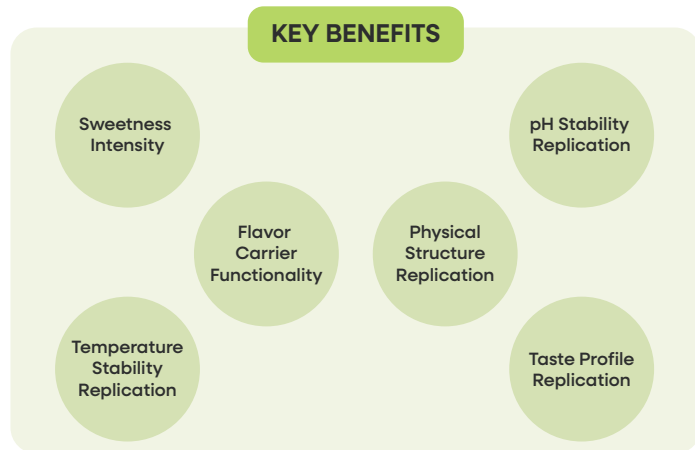 KEY BENEFITS
Sweetness
Intensity
pH Stability
Replication
Flavor
Carrier
Functionality
Physical
Structure
Replication
Temperature
Stability
Replication
Taste Profile
Replication